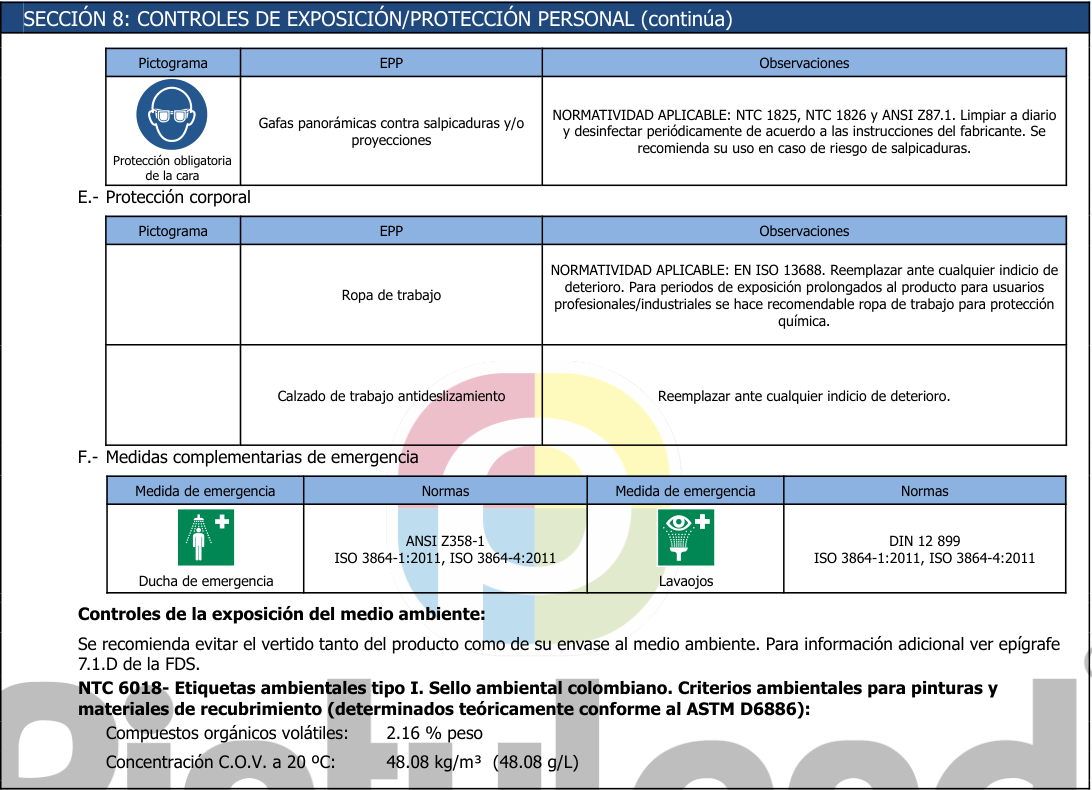 SECCIÓN 8: CONTROLES DE EXPOSICIÓN/PROTECCIÓN PERSONAL (continúa)
Pictograma EPP Observaciones
Protección obligatoria
de la cara
Gafas panorámicas contra salpicaduras y/o
proyecciones
NORMATIVIDAD APLICABLE: NTC 1825, NTC 1826 y ANSI Z87.1. Limpiar a diario
y desinfectar periódicamente de acuerdo a las instrucciones del fabricante. Se
recomienda su uso en caso de riesgo de salpicaduras.
E.- Protección corporal
Pictograma EPP Observaciones
Ropa de trabajo
NORMATIVIDAD APLICABLE: EN ISO 13688. Reemplazar ante cualquier indicio de
deterioro. Para periodos de exposición prolongados al producto para usuarios
profesionales/industriales se hace recomendable ropa de trabajo para protección
química.
Calzado de trabajo antideslizamiento
Reemplazar ante cualquier indicio de deterioro.
F.- Medidas complementarias de emergencia
Medida de emergencia Normas Medida de emergencia Normas
Ducha de emergencia
ANSI Z358-1
ISO 3864-1:2011, ISO 3864-4:2011
Lavaojos
DIN 12 899
ISO 3864-1:2011, ISO 3864-4:2011
Controles de la exposición del medio ambiente:
Se recomienda evitar el vertido tanto del producto como de su envase al medio ambiente. Para información adicional ver epígrafe
7.1.D de la FDS.
NTC 6018- Etiquetas ambientales tipo I. Sello ambiental colombiano. Criterios ambientales para pinturas y
materiales de recubrimiento (determinados teóricamente conforme al ASTM D6886):
Compuestos orgánicos volátiles: 2.16 % peso
Concentración C.O.V. a 20 ºC: 48.08 kg/m³ (48.08 g/L)